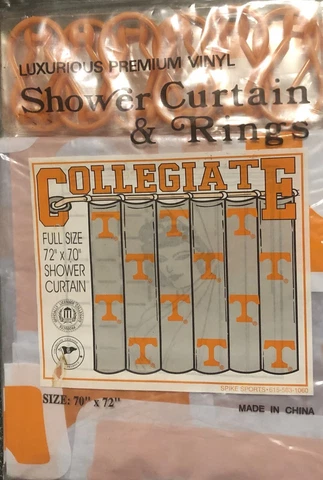 LUXURIOUS PREMIUM VINYL
Shower Curtain
& Rings
COLLEGIATE
FULL SIZE
72" x 70"
SHOWER
CURTAIN
T T T
T T T
T T T
T T T
SIZE: 70" x 72"
MADE IN CHINA